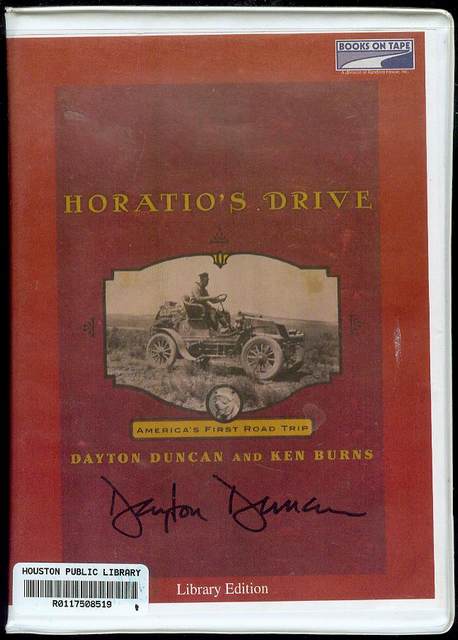 BOOKS ON TAPE
HORATIO'S DRIVE
AMERICA'S FIRST ROAD TRIP
DAYTON DUNCAN AND KEN BURNS
Dayton Duncan
HOUSTON PUBLIC LIBRARY
R0117508519
Library Edition